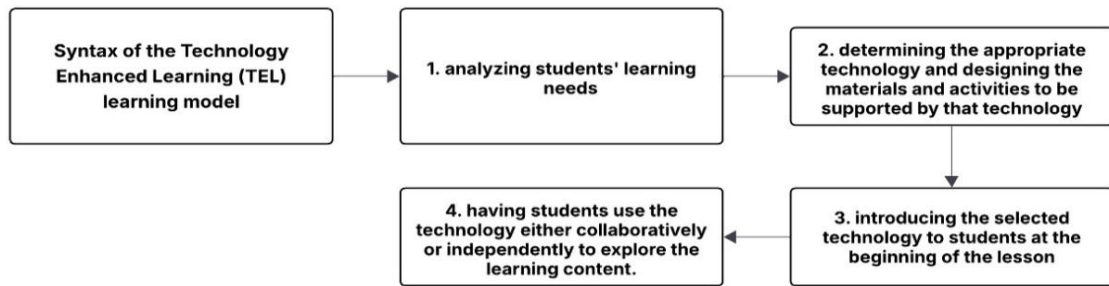 Syntax of the Technology
Enhanced Learning (TEL)
learning model
1. analyzing students' learning
needs
2. determining the appropriate
technology and designing the
materials and activities to be
supported by that technology
3. introducing the selected
technology to students at the
beginning of the lesson
4. having students use the
technology either collaboratively
or independently to explore the
learning content.